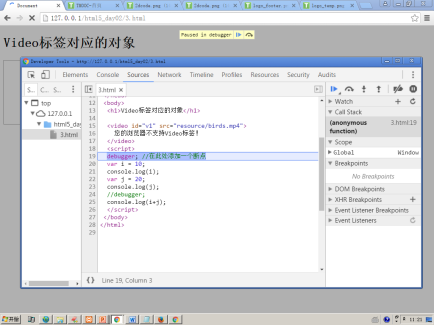 Document
127.0.0.1/html5_day02/3.html
Paused in debugger
Video标签对应的对象
Developer Tools - http://127.0.0.1/html5_day02/3.html
Elements Console Sources Network Timeline Profiles Resources Security Audits
S... C... 3.html
top
127.0.0.1
html5_d
3.html
12 <body>
13 <h1>Video标签对应的对象</h1>
14
15 <video id="v1" src="resource/birds.mp4">
16 您的浏览器不支持Video标签!
17 </video>
18 <script>
19 debugger; //在此处添加一个断点
20 var i = 10;
21 console.log(i);
22 var j = 20;
23 console.log(j);
24 //debugger;
25 console.log(i+j);
26 </script>
27 </body>
28 </html>
29
{} Line 19, Column 3
Watch
Call Stack
(anonymous function) 3.html:19
Scope
Global Window
Breakpoints
No Breakpoints
DOM Breakpoints
XHR Breakpoints
Event Listener Breakpoints
Event Listeners
开始